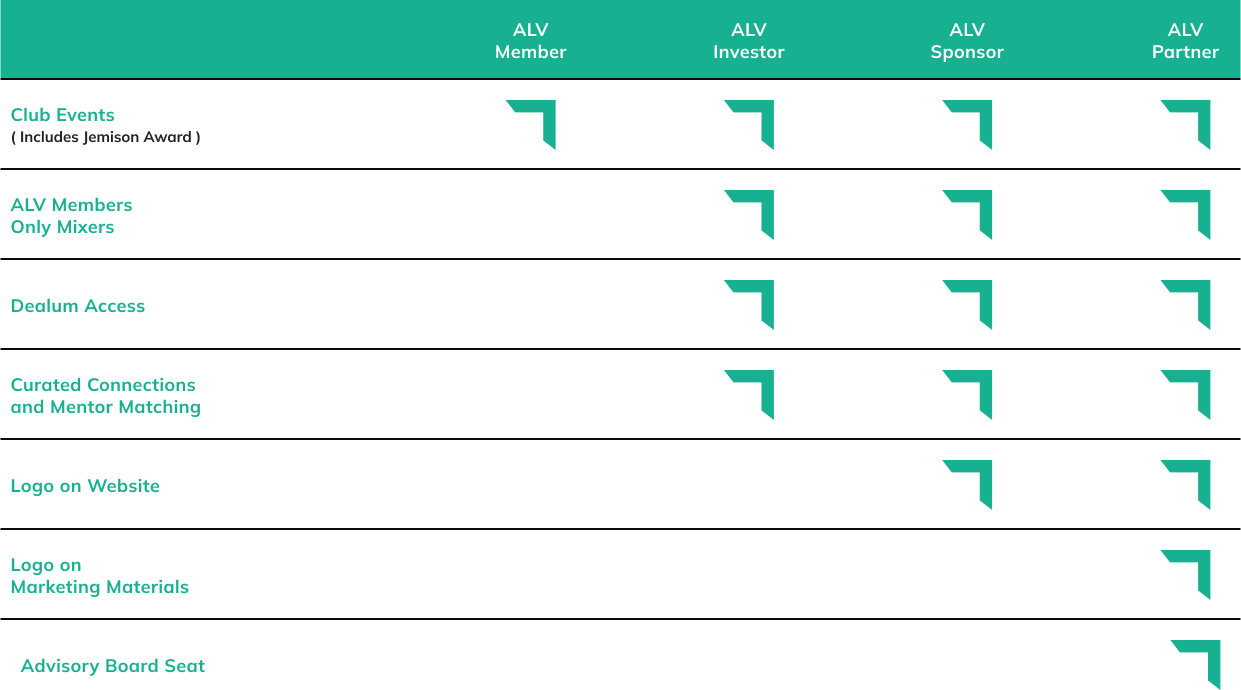 ALV
Member
ALV
Investor
ALV
Sponsor
ALV
Partner
Club Events
( Includes Jemison Award )
ALV Members
Only Mixers
Dealum Access
Curated Connections
and Mentor Matching
Logo on Website
Logo on
Marketing Materials
Advisory Board Seat